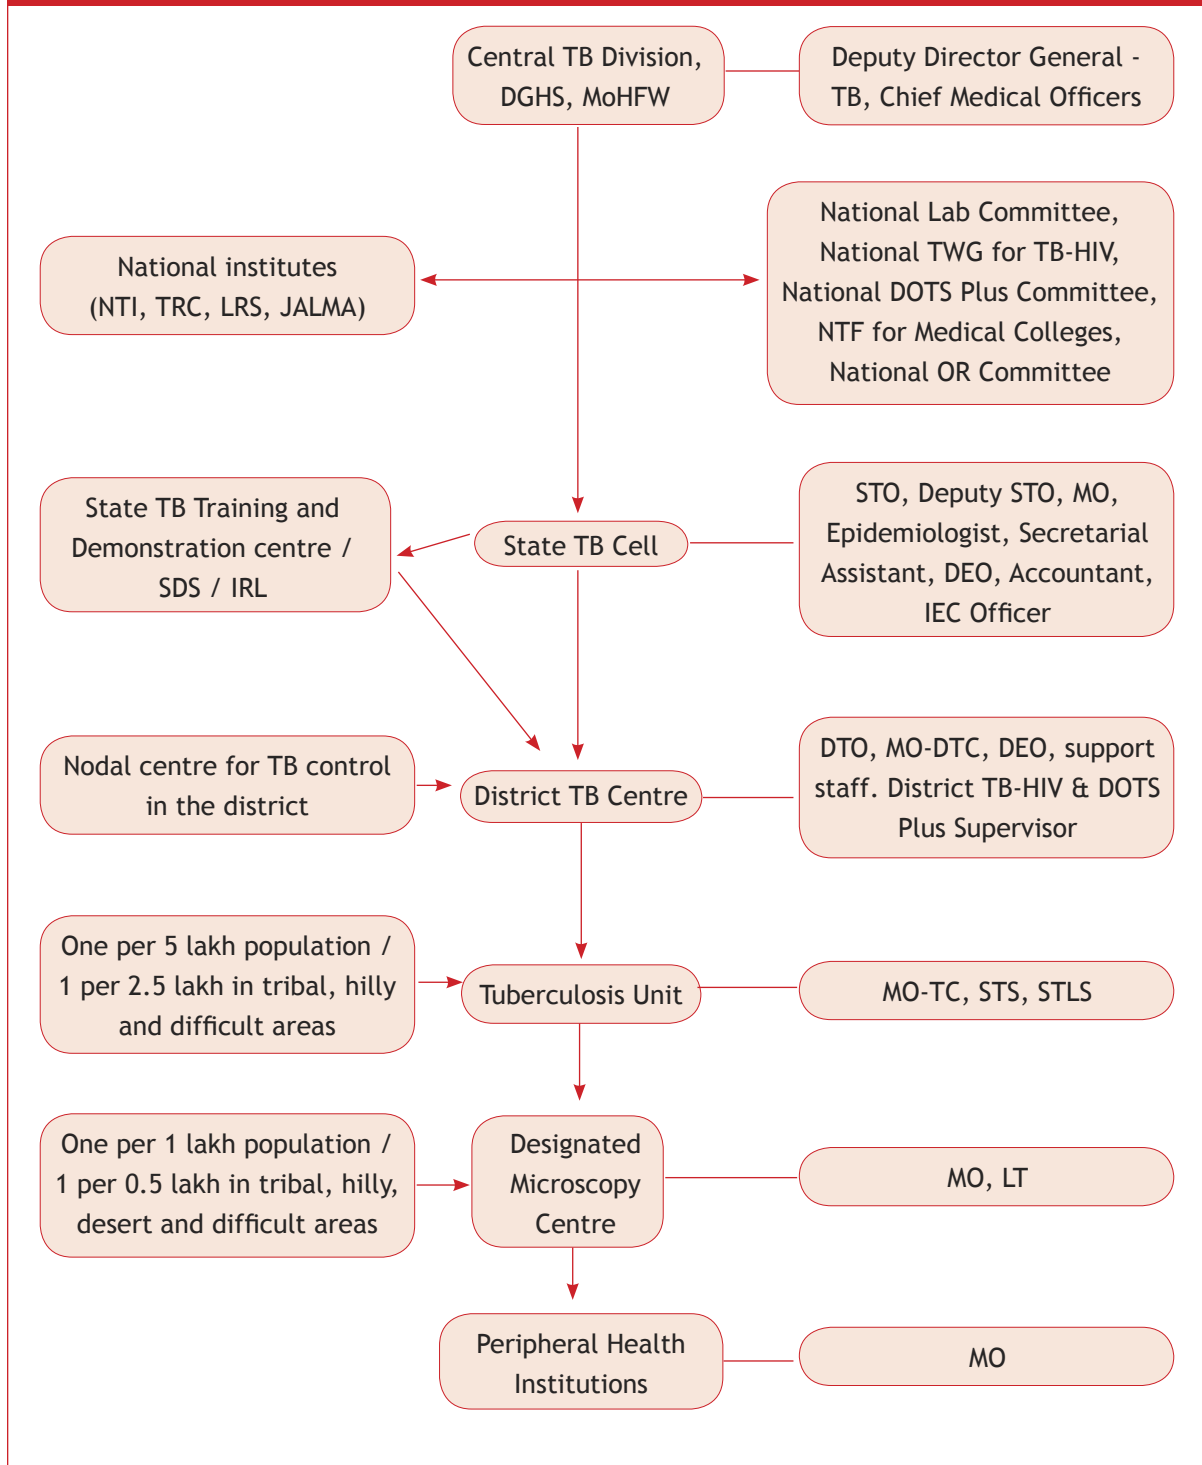 Central TB Division,
DGHS, MoHFW
Deputy Director General -
TB, Chief Medical Officers
National Lab Committee,
National TWG for TB-HIV,
National DOTS Plus Committee,
NTF for Medical Colleges,
National OR Committee
National institutes
(NTI, TRC, LRS, JALMA)
State TB Training and
Demonstration centre /
SDS / IRL
State TB Cell
STO, Deputy STO, MO,
Epidemiologist, Secretarial
Assistant, DEO, Accountant,
IEC Officer
Nodal centre for TB control
in the district
District TB Centre
DTO, MO-DTC, DEO, support
staff. District TB-HIV & DOTS
Plus Supervisor
One per 5 lakh population /
1 per 2.5 lakh in tribal, hilly
and difficult areas
Tuberculosis Unit
MO-TC, STS, STLS
One per 1 lakh population /
1 per 0.5 lakh in tribal, hilly,
desert and difficult areas
Designated
Microscopy
Centre
MO, LT
Peripheral Health
Institutions
MO